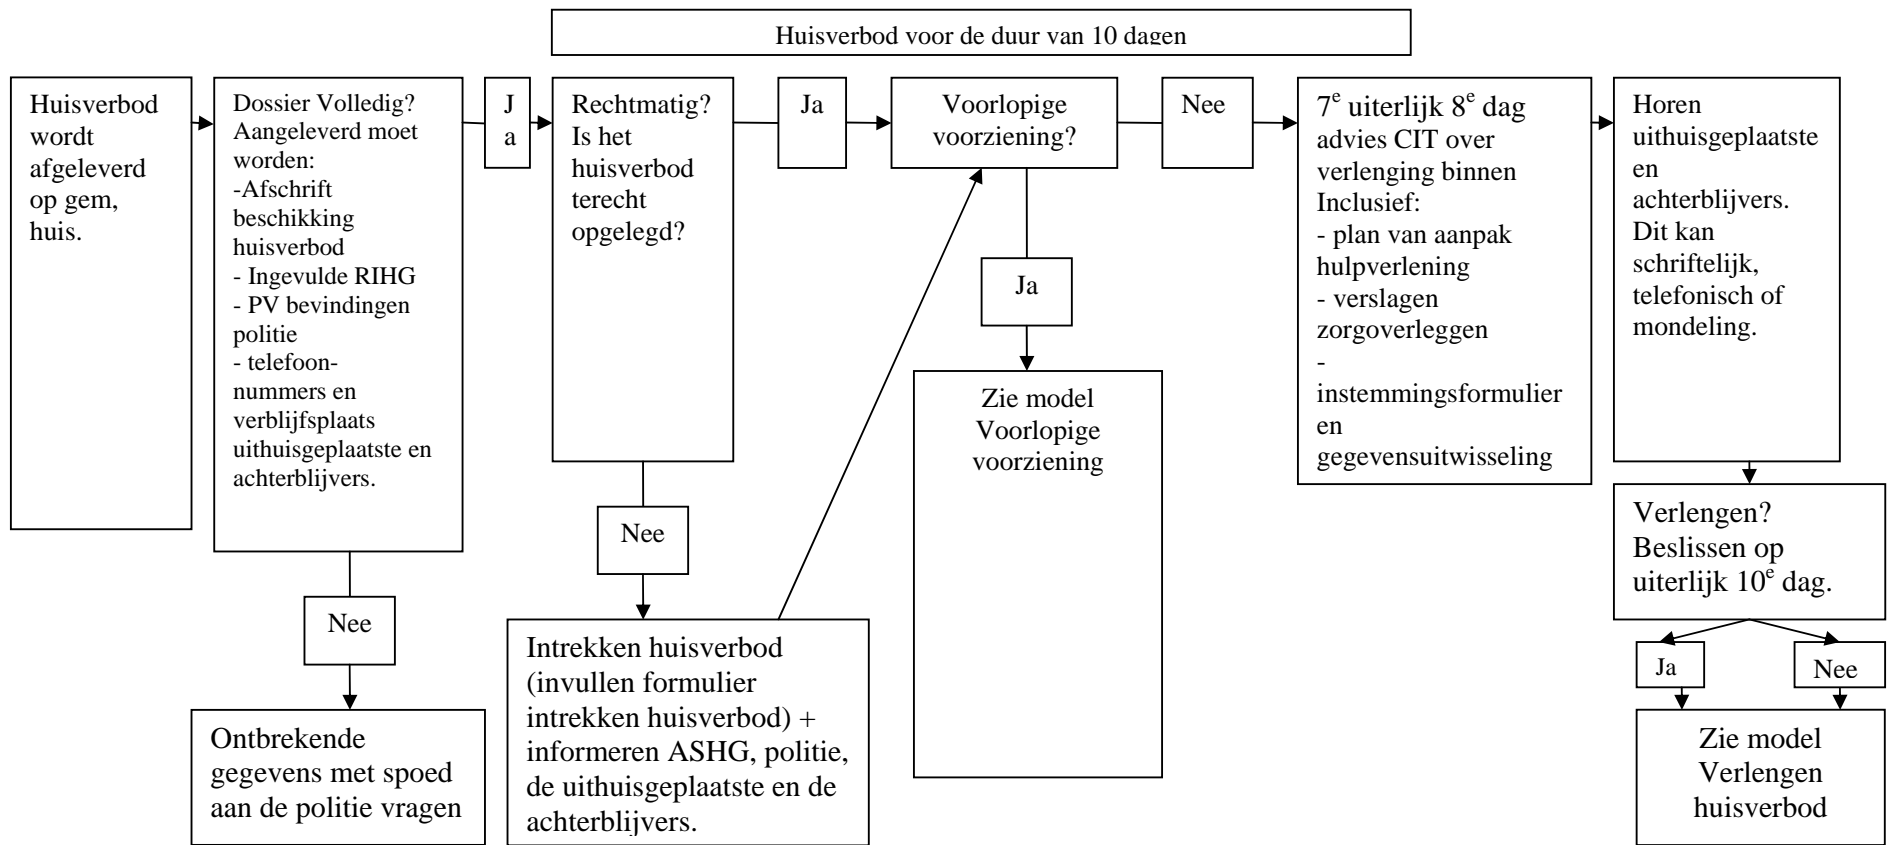 Huisverbod voor de duur van 10 dagen
Huisverbod
wordt
afgeleverd
op gem,
huis.
Dossier Volledig?
Aangeleverd moet
worden:
-Afschrift
beschikking
huisverbod
- Ingevulde RIHG
- PV bevindingen
politie
- telefoon-
nummers en
verblijfsplaats
uithuisgeplaatste en
achterblijvers.
J
a
Nee
Ontbrekende
gegevens met spoed
aan de politie vragen
Rechtmatig?
Is het
huisverbod
terecht
opgelegd?
Ja
Nee
Intrekken huisverbod
(invullen formulier
intrekken huisverbod) +
informeren ASHG, politie,
de uithuisgeplaatste en de
achterblijvers.
Voorlopige
voorziening?
Ja
Zie model
Voorlopige
voorziening
Nee
7e uiterlijk 8e dag
advies CIT over
verlenging binnen
Inclusief:
- plan van aanpak
hulpverlening
- verslagen
zorgoverleggen
-
instemmingsformulier
en
gegevensuitwisseling
Horen
uithuisgeplaatste
en
achterblijvers.
Dit kan
schriftelijk,
telefonisch of
mondeling.
Verlengen?
Beslissen op
uiterlijk 10e dag.
Ja
Nee
Zie model
Verlengen
huisverbod